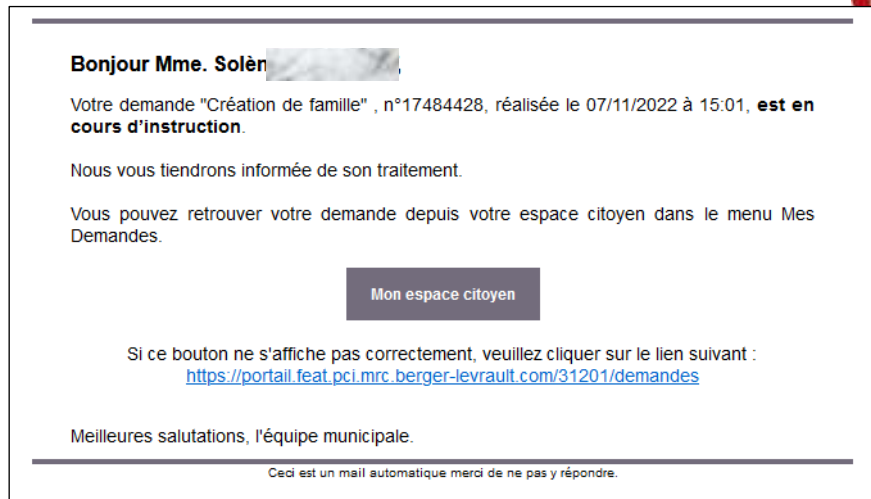 Bonjour Mme. Solèn
Votre demande "Création de famille" , n°17484428, réalisée le 07/11/2022 à 15:01, est en
cours d’instruction.
Nous vous tiendrons informée de son traitement.
Vous pouvez retrouver votre demande depuis votre espace citoyen dans le menu Mes
Demandes.
Mon espace citoyen
Si ce bouton ne s'affiche pas correctement, veuillez cliquer sur le lien suivant :
https://portail.feat.pci.mrc.berger-levrault.com/31201/demandes
Meilleures salutations, l'équipe municipale.
Ceci est un mail automatique merci de ne pas y répondre.